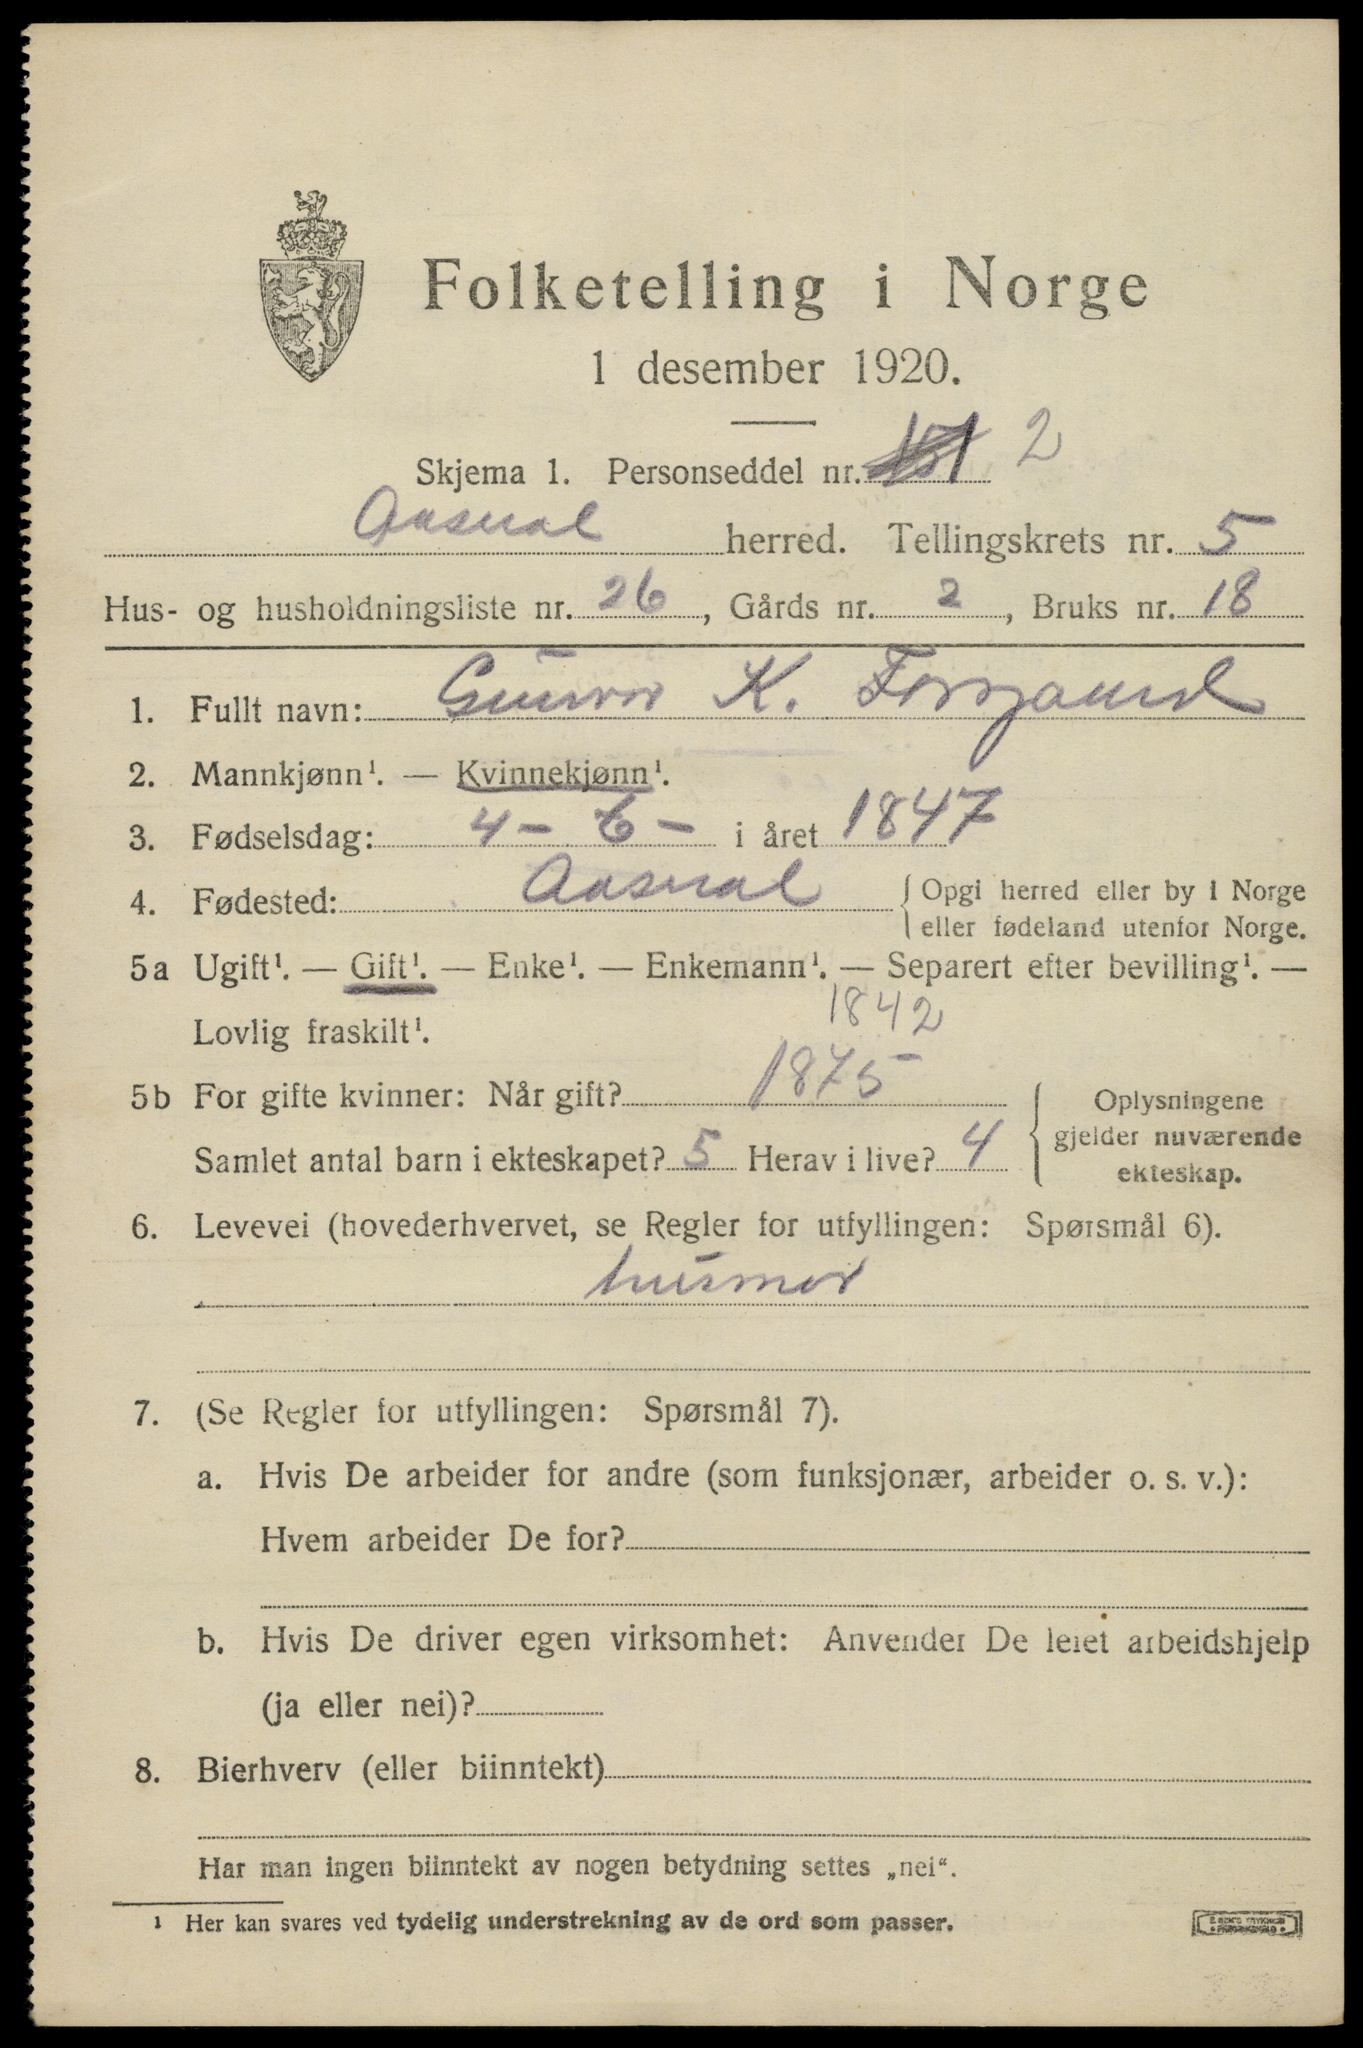 Folketelling i Norge
1 desember 1920.
Skjema 1. Personseddel nr. 2
Aaseral herred. Tellingskrets nr. 5
Hus- og husholdningsliste nr. 26, Gårds nr. 2, Bruks nr. 18
1. Fullt navn: Gunvor K.
2. Mannkjønn¹. — Kvinnekjønn¹.
3. Fødselsdag: 4 - 6 - i året 1847
4. Fødested: Aaseral { Opgi herred eller by i Norge
eller fødeland utenfor Norge.
5a Ugift¹. — Gift¹. — Enke¹. — Enkemann¹. — Separert efter bevilling¹. —
Lovlig fraskilt¹. 1842
5b For gifte kvinner: Når gift? 1875
Samlet antal barn i ekteskapet? 5 Herav i live? 4
{ Oplysningene
gjelder nuværende
ekteskap.
6. Levevei (hovederhvervet, se Regler for utfyllingen: Spørsmål 6).
husmor
7. (Se Regler for utfyllingen: Spørsmål 7).
a. Hvis De arbeider for andre (som funksjonær, arbeider o. s. v.):
Hvem arbeider De for?
b. Hvis De driver egen virksomhet: Anvender De leiet arbeidshjelp
(ja eller nei)?
8. Bierhverv (eller biinntekt)
Har man ingen biinntekt av nogen betydning settes „nei“.
¹ Her kan svares ved tydelig understrekning av de ord som passer.